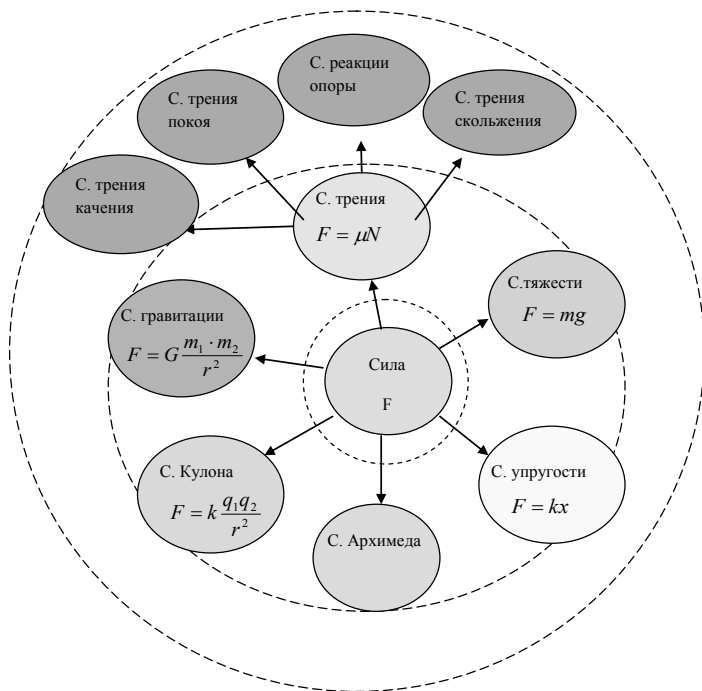 С. реакции
опоры
С. трения
покоя
С. трения
скольжения
С. трения
качения
С. трения
F = μN
С.тяжести
F = mg
С. гравитации
F = G m₁ · m₂ / r²
Сила
F
С. Кулона
F = k q₁q₂ / r²
С. упругости
F = kx
С. Архимеда